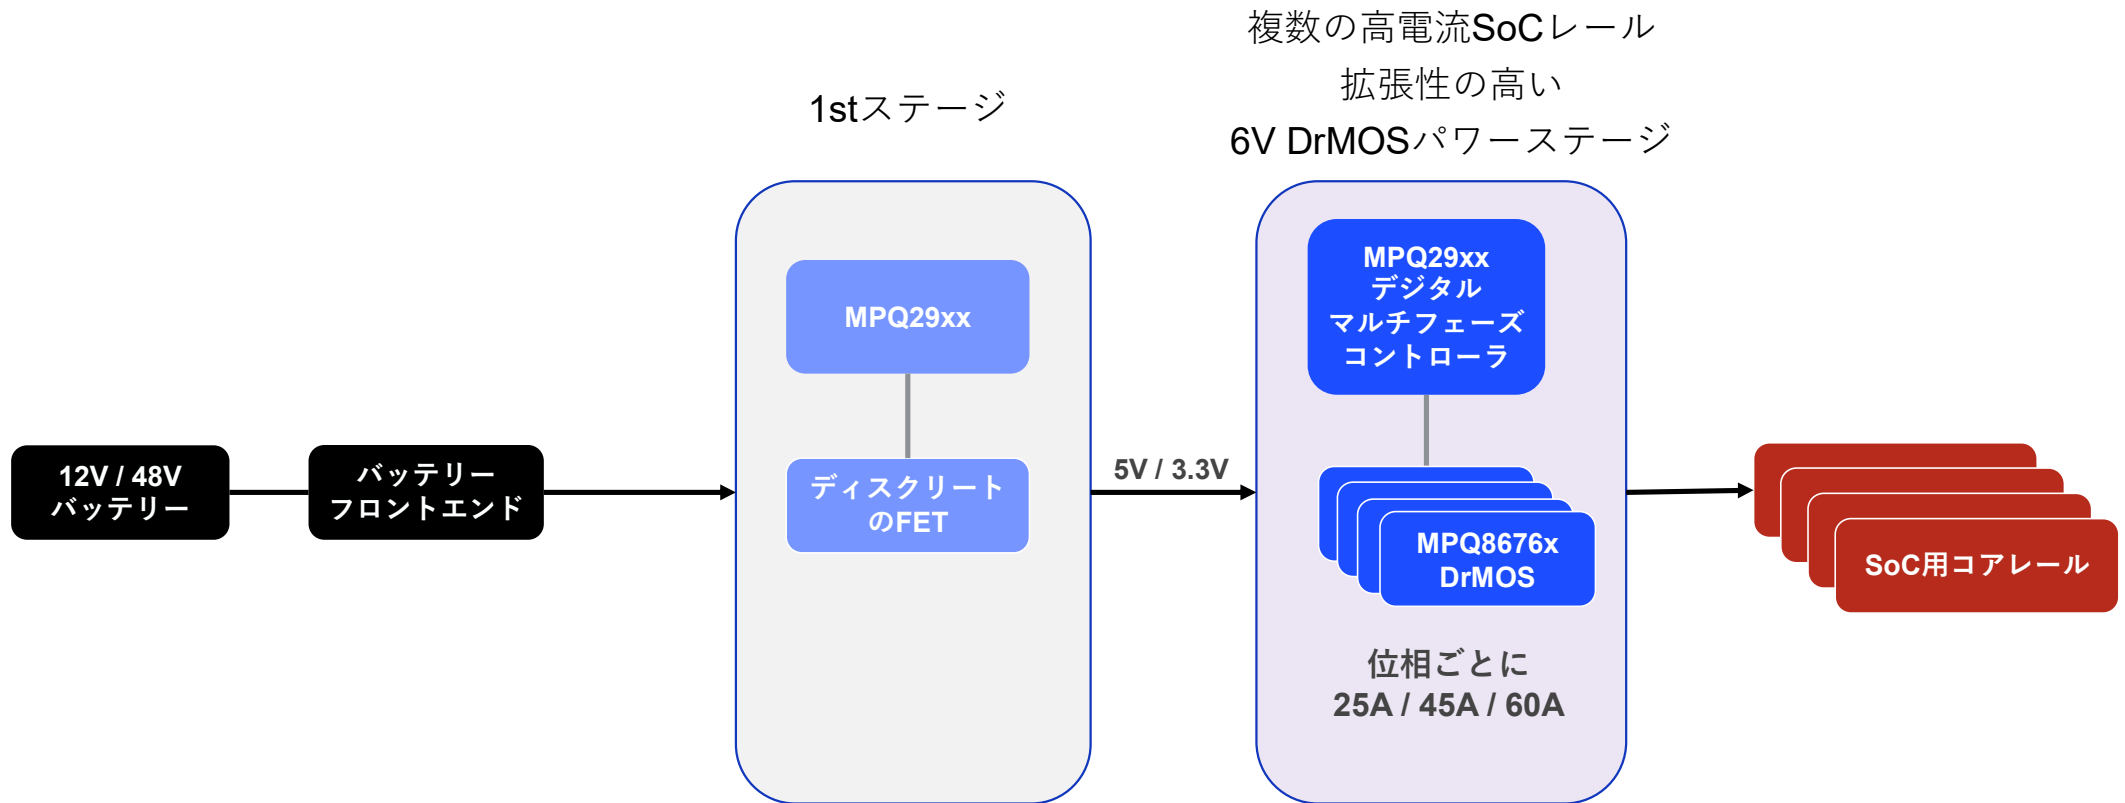 複数の高電流SoCレール
拡張性の高い
6V DrMOSパワーステージ
1stステージ
MPQ29xx
デジタル
マルチフェーズ
コントローラ
MPQ29xx
12V / 48V
バッテリー
バッテリー
フロントエンド
ディスクリート
のFET
5V / 3.3V
MPQ8676x
DrMOS
SoC用コアレール
位相ごとに
25A / 45A / 60A